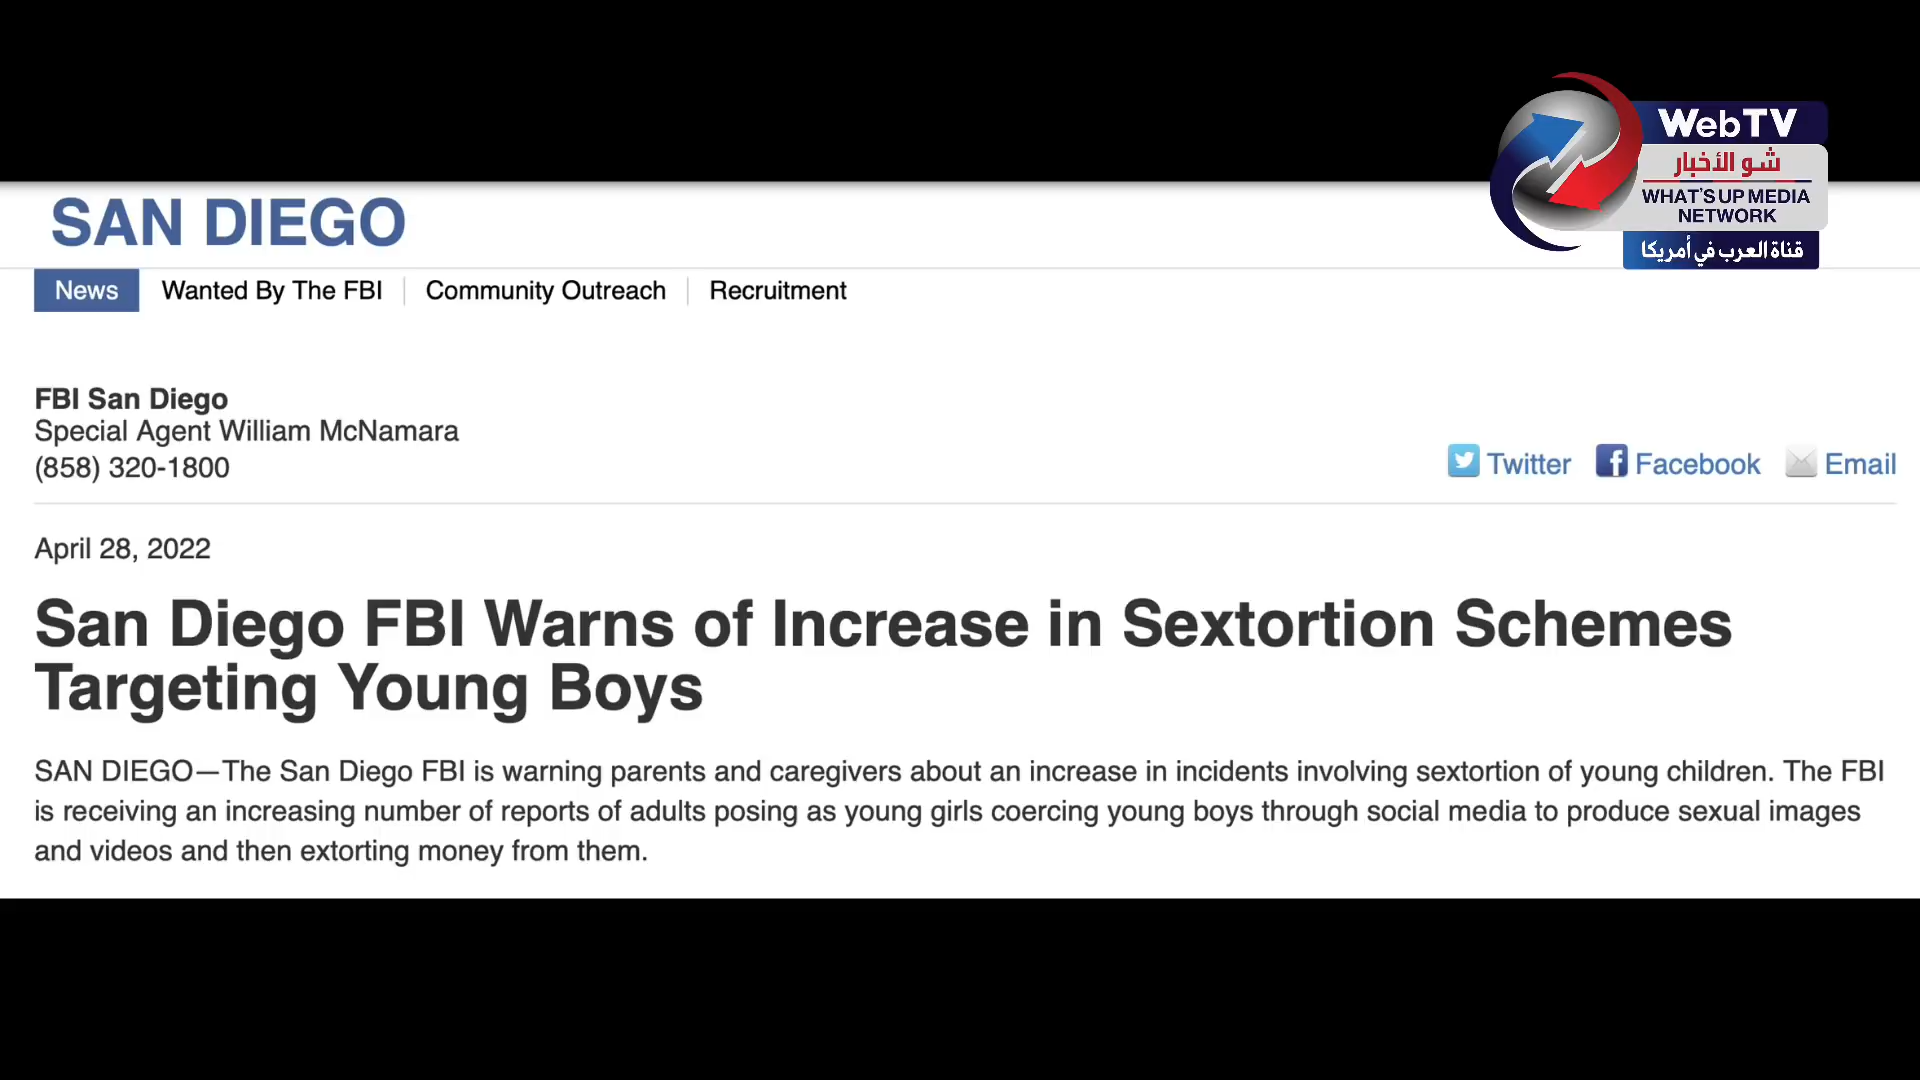 WebTV
شو الأخبار
WHAT'S UP MEDIA
NETWORK
قناة العرب في أمريكا
SAN DIEGO
News
Wanted By The FBI
Community Outreach
Recruitment
FBI San Diego
Special Agent William McNamara
(858) 320-1800
Twitter
Facebook
Email
April 28, 2022
San Diego FBI Warns of Increase in Sextortion Schemes
Targeting Young Boys
SAN DIEGO—The San Diego FBI is warning parents and caregivers about an increase in incidents involving sextortion of young children. The FBI
is receiving an increasing number of reports of adults posing as young girls coercing young boys through social media to produce sexual images
and videos and then extorting money from them.